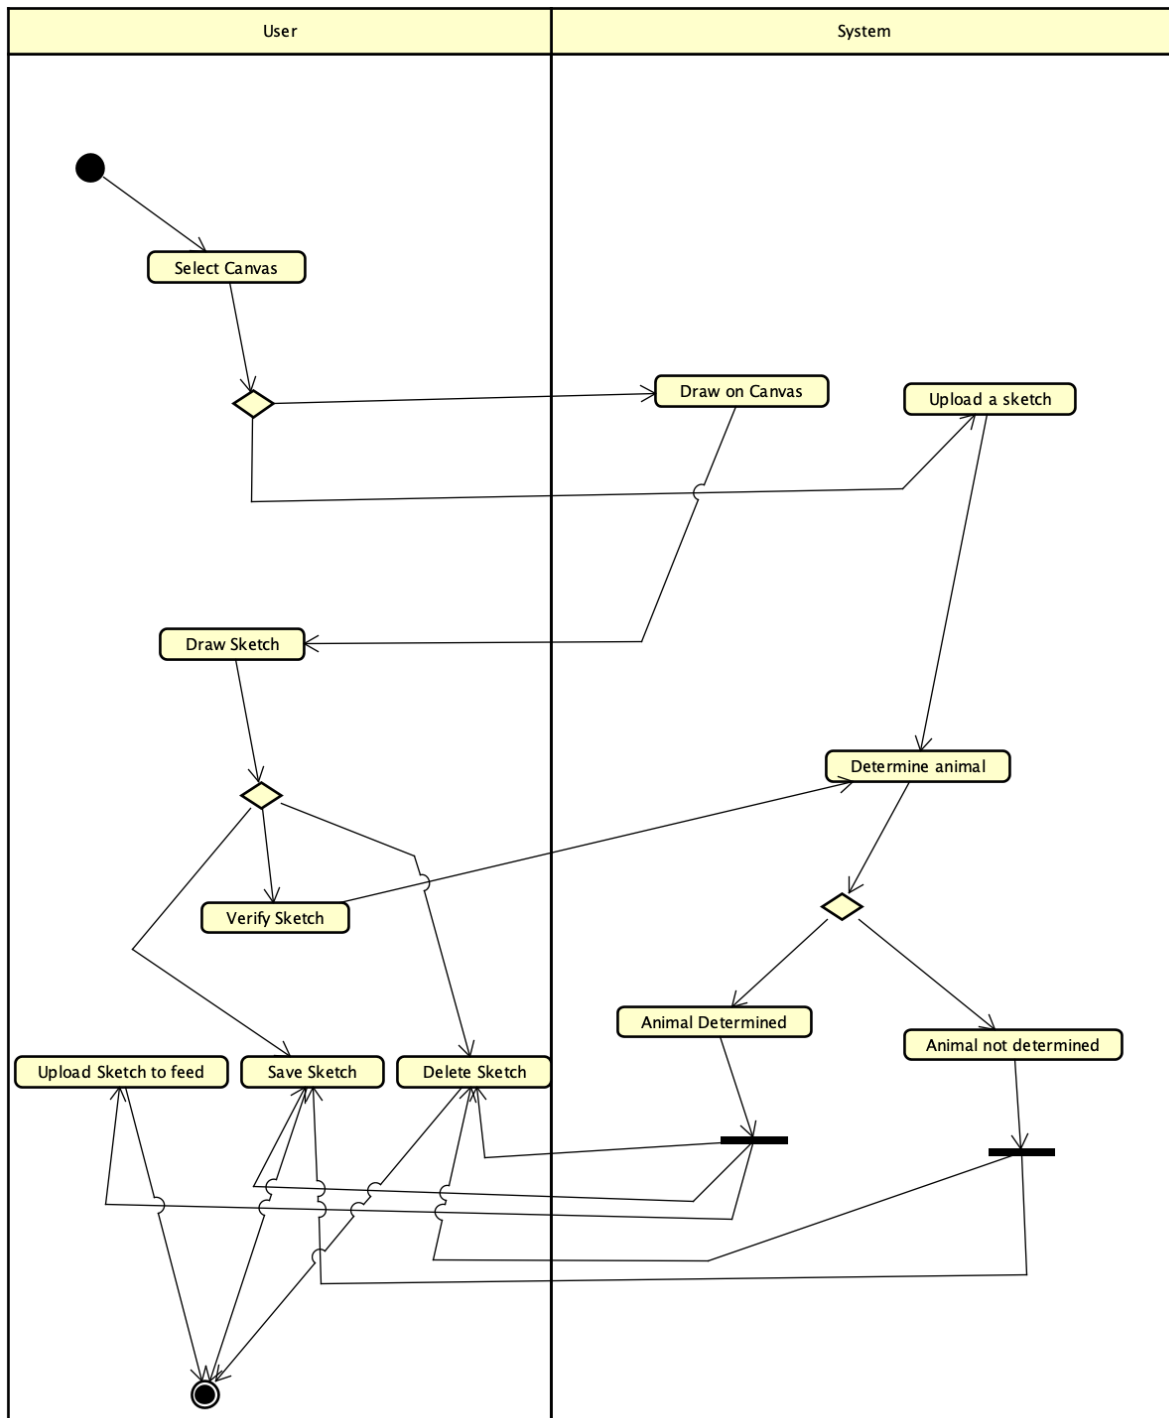 User
System
Select Canvas
Draw on Canvas
Upload a sketch
Draw Sketch
Determine animal
Verify Sketch
Animal Determined
Animal not determined
Upload Sketch to feed
Save Sketch
Delete Sketch